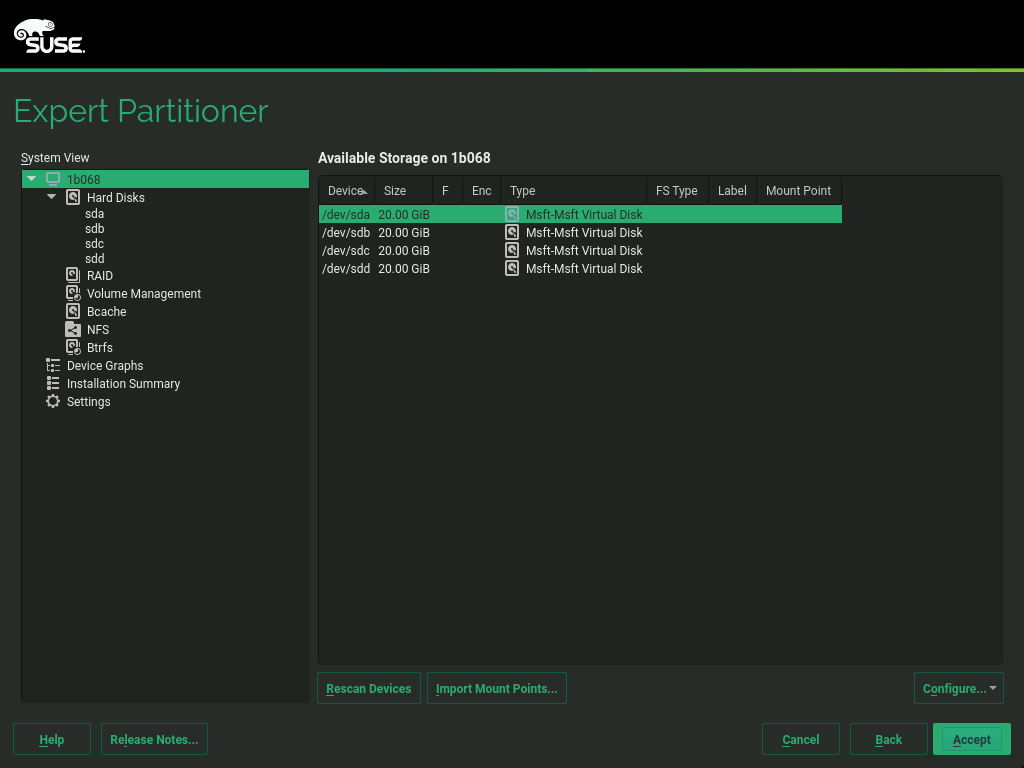 SUSE.
Expert Partitioner
System View
1b068
Hard Disks
sda
sdb
sdc
sdd
RAID
Volume Management
Bcache
NFS
Btrfs
Device Graphs
Installation Summary
Settings
Available Storage on 1b068
Device Size F Enc Type FS Type Label Mount Point
/dev/sda 20.00 GiB Msft-Msft Virtual Disk
/dev/sdb 20.00 GiB Msft-Msft Virtual Disk
/dev/sdc 20.00 GiB Msft-Msft Virtual Disk
/dev/sdd 20.00 GiB Msft-Msft Virtual Disk
Rescan Devices Import Mount Points... Configure...
Help Release Notes... Cancel Back Accept